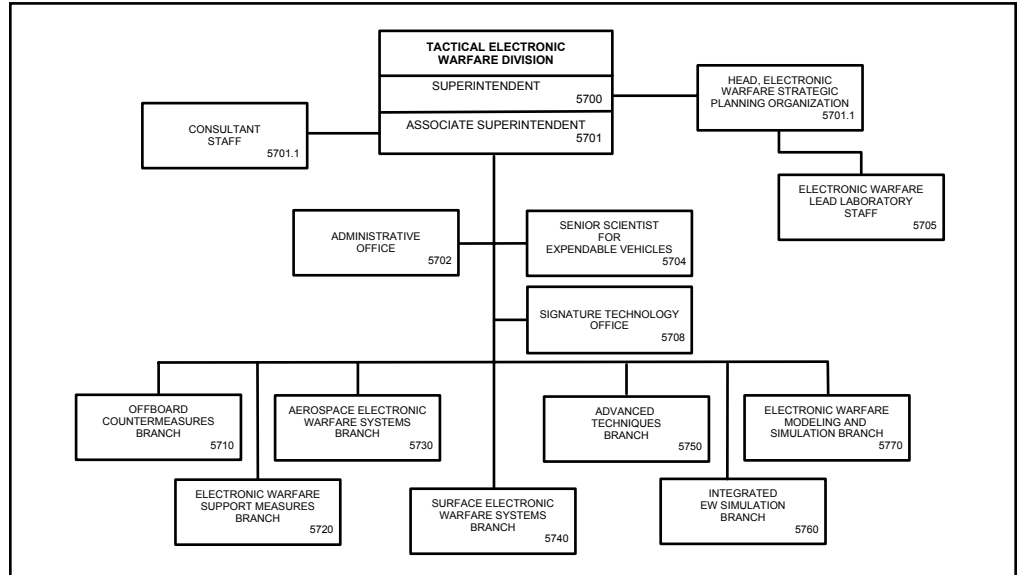 TACTICAL ELECTRONIC
WARFARE DIVISION
SUPERINTENDENT
5700
ASSOCIATE SUPERINTENDENT
5701
HEAD, ELECTRONIC
WARFARE STRATEGIC
PLANNING ORGANIZATION
5701.1
CONSULTANT
STAFF
5701.1
ELECTRONIC WARFARE
LEAD LABORATORY
STAFF
5705
ADMINISTRATIVE
OFFICE
5702
SENIOR SCIENTIST
FOR
EXPENDABLE VEHICLES
5704
SIGNATURE TECHNOLOGY
OFFICE
5708
OFFBOARD
COUNTERMEASURES
BRANCH
5710
AEROSPACE ELECTRONIC
WARFARE SYSTEMS
BRANCH
5730
ADVANCED
TECHNIQUES
BRANCH
5750
ELECTRONIC WARFARE
MODELING AND
SIMULATION BRANCH
5770
ELECTRONIC WARFARE
SUPPORT MEASURES
BRANCH
5720
SURFACE ELECTRONIC
WARFARE SYSTEMS
BRANCH
5740
INTEGRATED
EW SIMULATION
BRANCH
5760